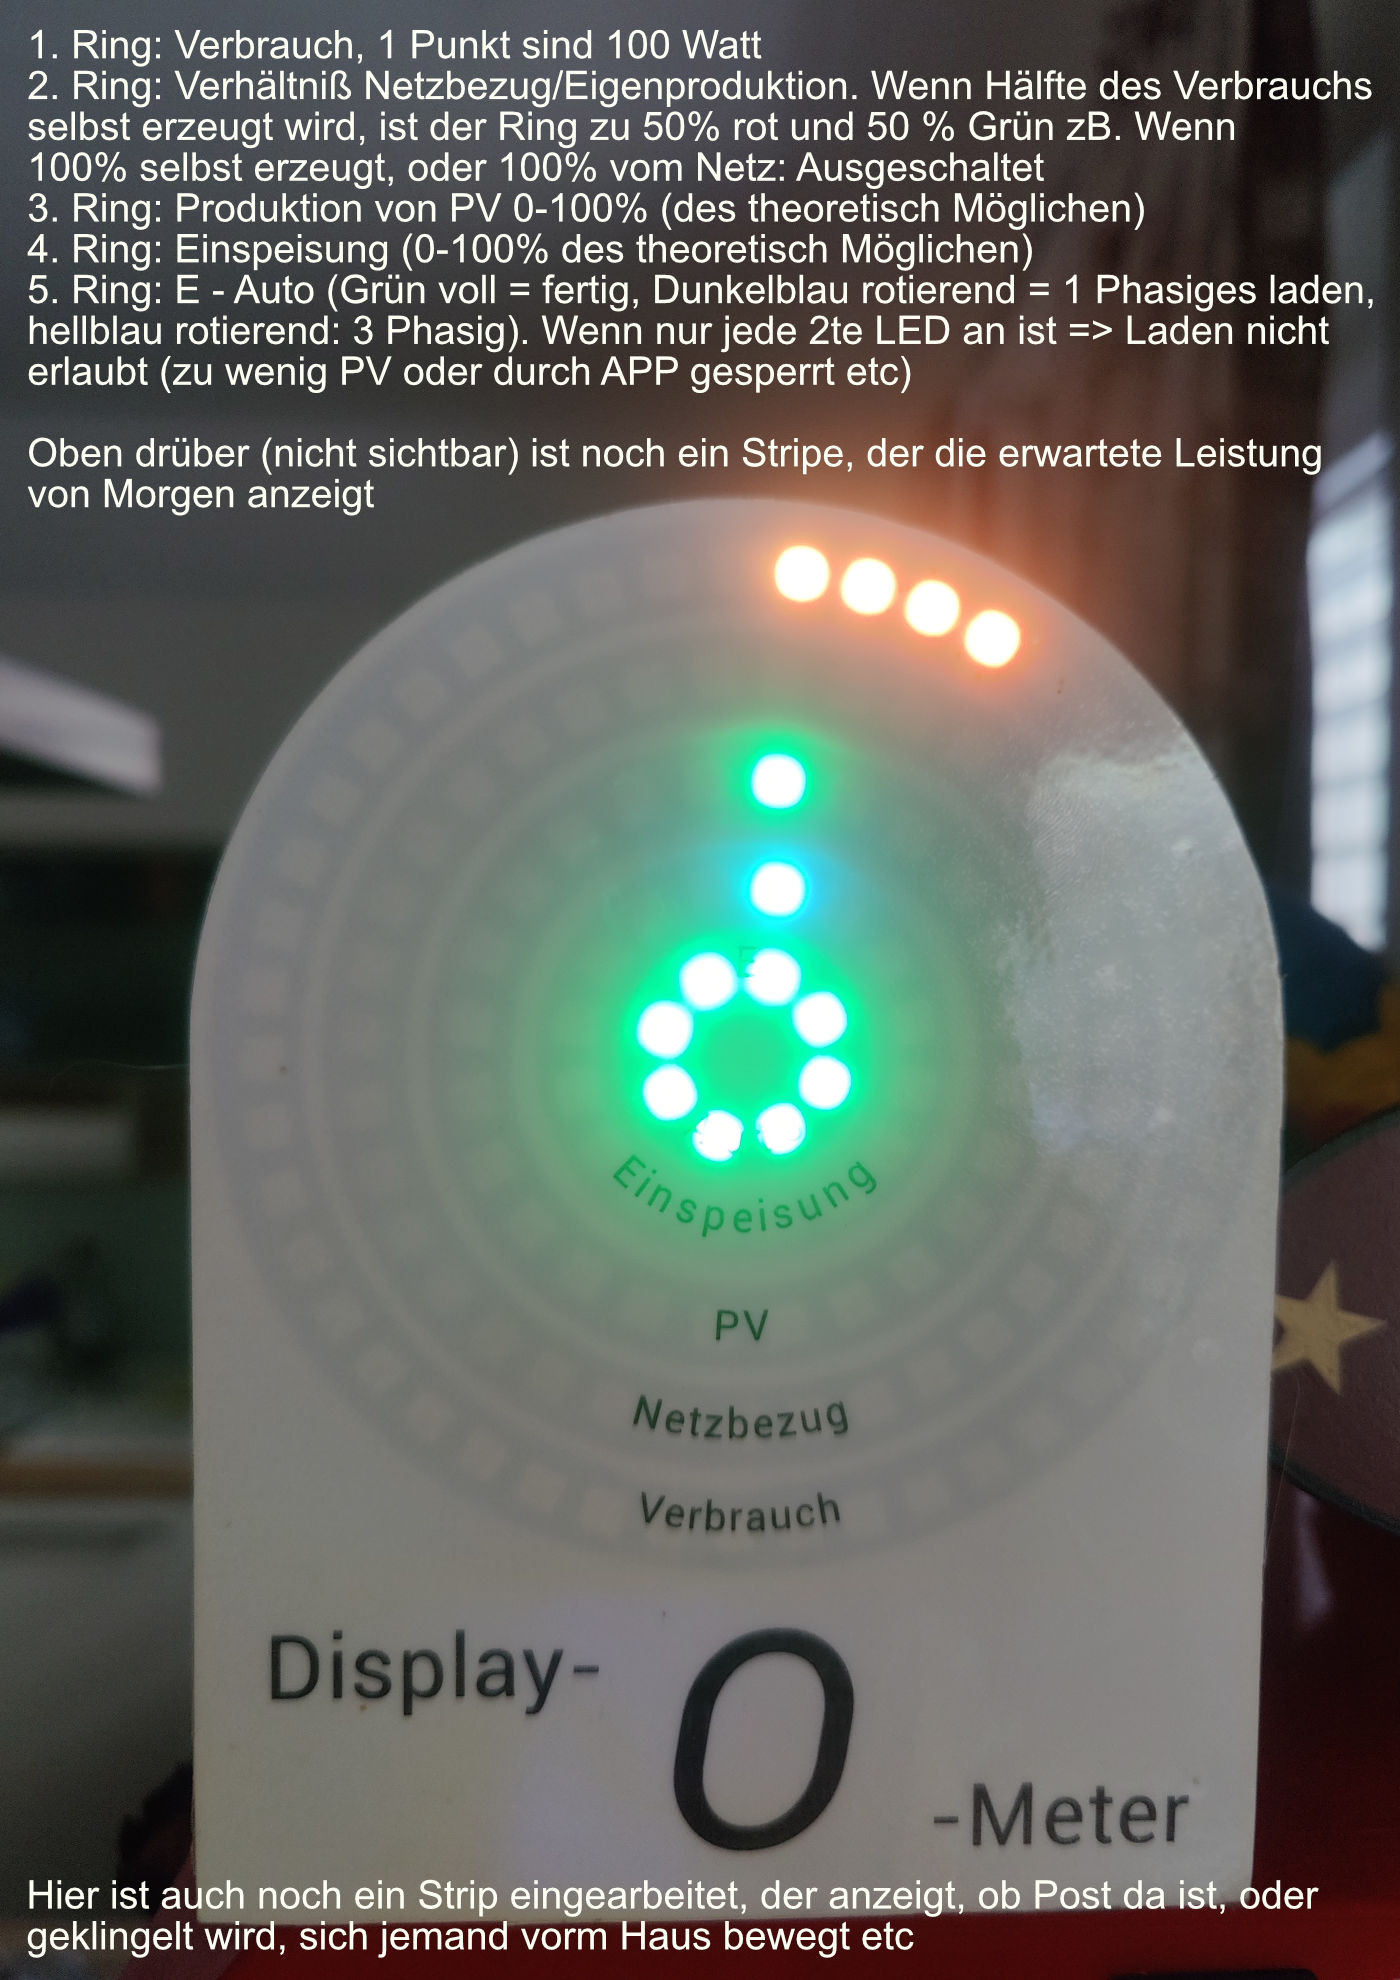 1. Ring: Verbrauch, 1 Punkt sind 100 Watt
2. Ring: Verhältniß Netzbezug/Eigenproduktion. Wenn Hälfte des Verbrauchs
selbst erzeugt wird, ist der Ring zu 50% rot und 50 % Grün zB. Wenn
100% selbst erzeugt, oder 100% vom Netz: Ausgeschaltet
3. Ring: Produktion von PV 0-100% (des theoretisch Möglichen)
4. Ring: Einspeisung (0-100% des theoretisch Möglichen)
5. Ring: E - Auto (Grün voll = fertig, Dunkelblau rotierend = 1 Phasiges laden,
hellblau rotierend: 3 Phasig). Wenn nur jede 2te LED an ist => Laden nicht
erlaubt (zu wenig PV oder durch APP gesperrt etc)
Oben drüber (nicht sichtbar) ist noch ein Stripe, der die erwartete Leistung
von Morgen anzeigt
Einspeisung
PV
Netzbezug
Verbrauch
Display-
O
-Meter
Hier ist auch noch ein Strip eingearbeitet, der anzeigt, ob Post da ist, oder
geklingelt wird, sich jemand vorm Haus bewegt etc